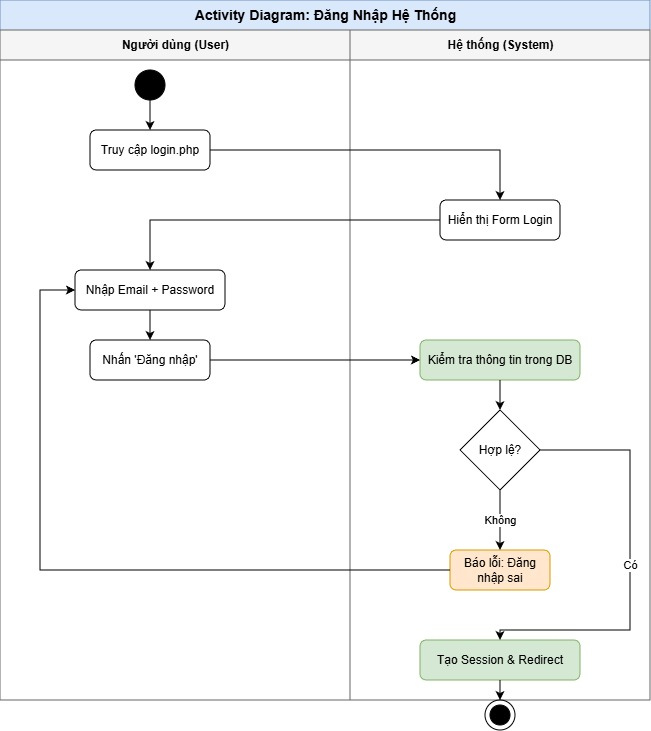 Activity Diagram: Đăng Nhập Hệ Thống
Người dùng (User)
Hệ thống (System)
Truy cập login.php
Hiển thị Form Login
Nhập Email + Password
Nhấn 'Đăng nhập'
Kiểm tra thông tin trong DB
Hợp lệ?
Không
Báo lỗi: Đăng
nhập sai
Có
Tạo Session & Redirect